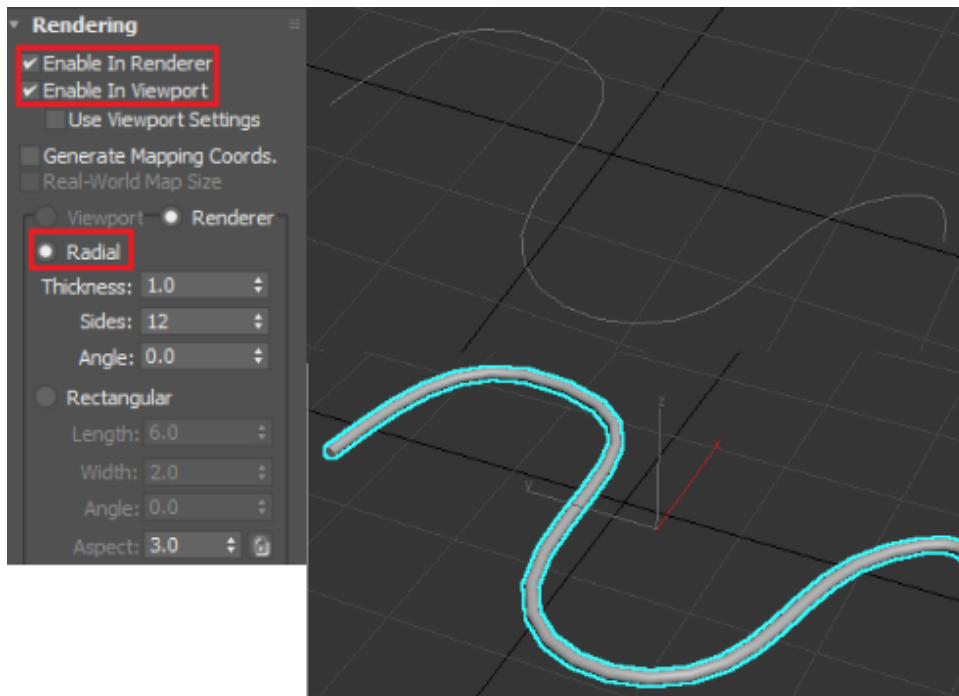 Rendering
Enable In Renderer
Enable In Viewport
Use Viewport Settings
Generate Mapping Coords.
Real-World Map Size
Viewport Renderer
Radial
Thickness: 1.0
Sides: 12
Angle: 0.0
Rectangular
Length: 6.0
Width: 2.0
Angle: 0.0
Aspect: 3.0
z
x
y